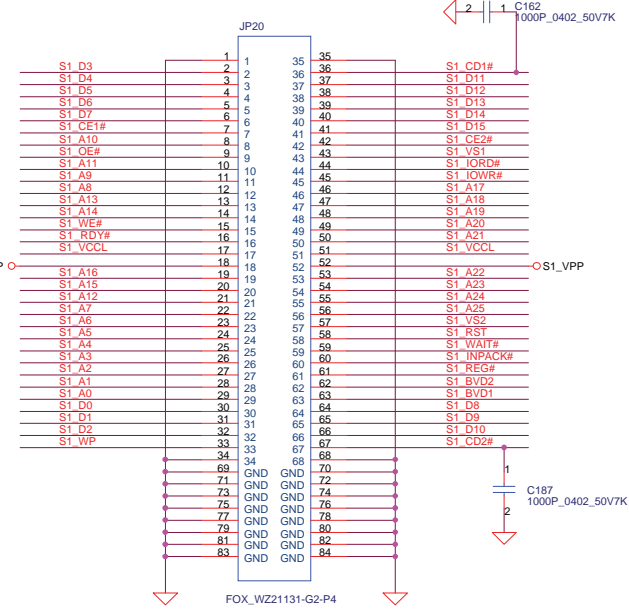 C162
2 1 1000P_0402_50V7K
JP20
1 1 35 35
S1_D3 2 2 36 36 S1_CD1#
S1_D4 3 3 37 37 S1_D11
S1_D5 4 4 38 38 S1_D12
S1_D6 5 5 39 39 S1_D13
S1_D7 6 6 40 40 S1_D14
S1_CE1# 7 7 41 41 S1_D15
S1_A10 8 8 42 42 S1_CE2#
S1_OE# 9 9 43 43 S1_VS1
S1_A11 10 10 44 44 S1_IORD#
S1_A9 11 11 45 45 S1_IOWR#
S1_A8 12 12 46 46 S1_A17
S1_A13 13 13 47 47 S1_A18
S1_A14 14 14 48 48 S1_A19
S1_WE# 15 15 49 49 S1_A20
S1_RDY# 16 16 50 50 S1_A21
S1_VCCL 17 17 51 51 S1_VCCL
P 18 18 52 52 S1_VPP
S1_A16 19 19 53 53 S1_A22
S1_A15 20 20 54 54 S1_A23
S1_A12 21 21 55 55 S1_A24
S1_A7 22 22 56 56 S1_A25
S1_A6 23 23 57 57 S1_VS2
S1_A5 24 24 58 58 S1_RST
S1_A4 25 25 59 59 S1_WAIT#
S1_A3 26 26 60 60 S1_INPACK#
S1_A2 27 27 61 61 S1_REG#
S1_A1 28 28 62 62 S1_BVD2
S1_A0 29 29 63 63 S1_BVD1
S1_D0 30 30 64 64 S1_D8
S1_D1 31 31 65 65 S1_D9
S1_D2 32 32 66 66 S1_D10
S1_WP 33 33 67 67 S1_CD2#
34 34 68 68
69 GND GND 70
71 GND GND 72
73 GND GND 74
75 GND GND 76
77 GND GND 78
79 GND GND 80
81 GND GND 82
83 GND GND 84
1
C187
1000P_0402_50V7K
2
FOX_WZ21131-G2-P4